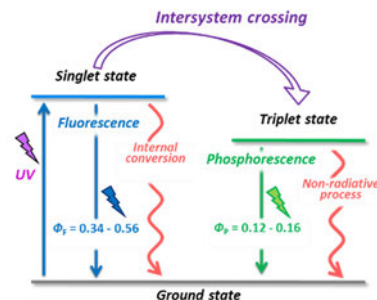 Intersystem crossing
Singlet state
Triplet state
Fluorescence
Internal
conversion
Phosphorescence
UV
Non-radiative
process
ΦF = 0.34 - 0.56
ΦP = 0.12 - 0.16
Ground state